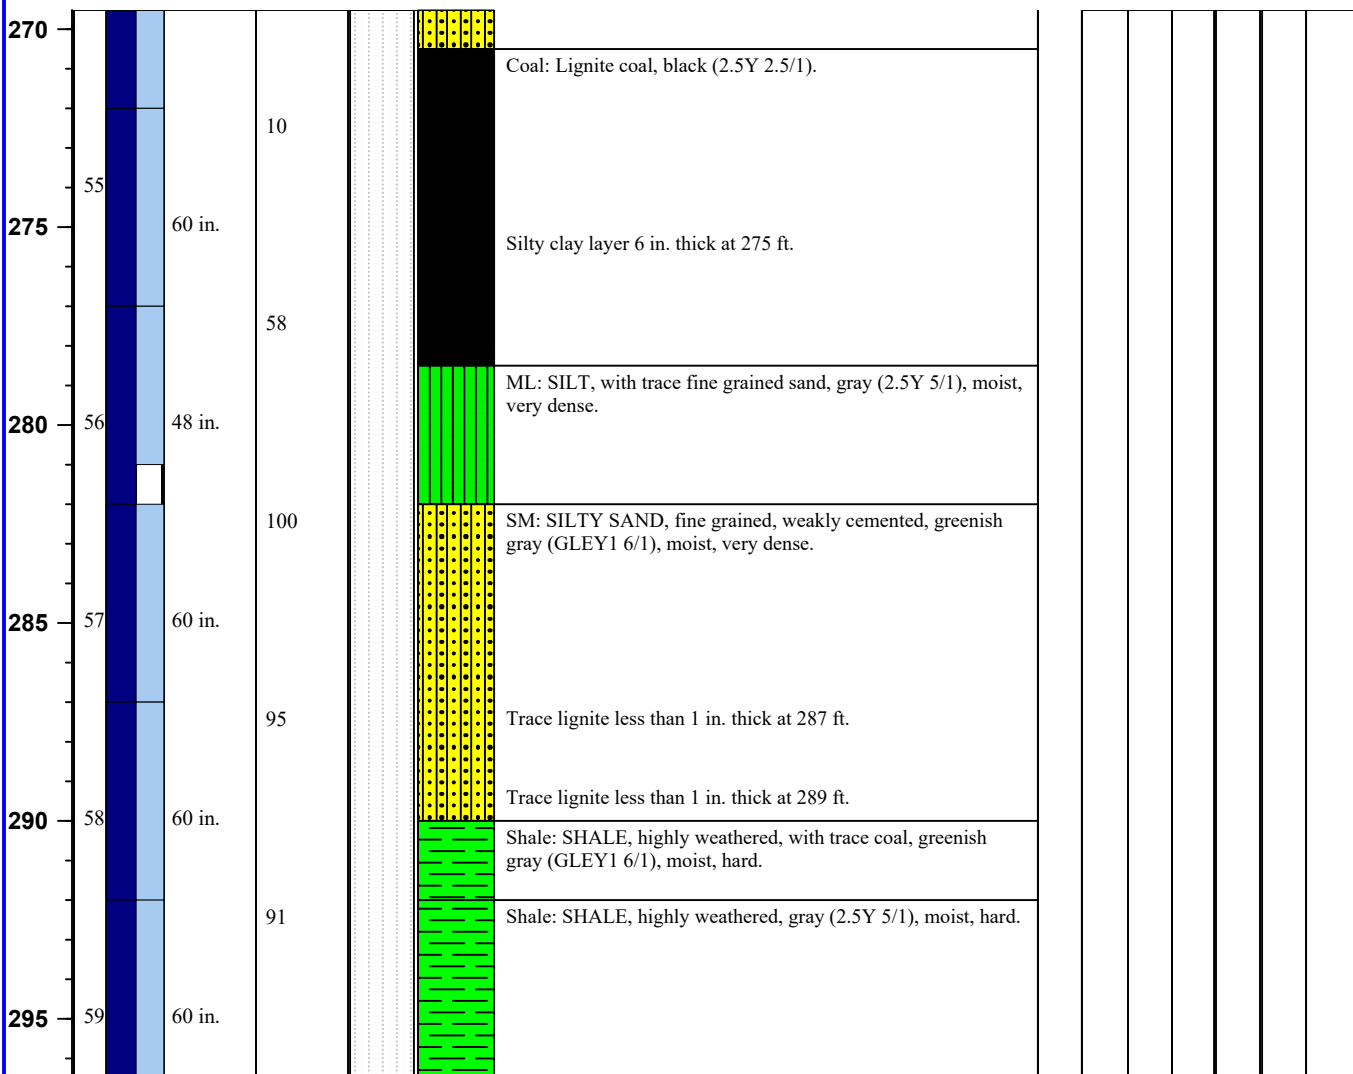 270
Coal: Lignite coal, black (2.5Y 2.5/1).
10
55
275
60 in.
Silty clay layer 6 in. thick at 275 ft.
58
ML: SILT, with trace fine grained sand, gray (2.5Y 5/1), moist,
very dense.
280
56
48 in.
100
SM: SILTY SAND, fine grained, weakly cemented, greenish
gray (GLEY1 6/1), moist, very dense.
285
57
60 in.
95
Trace lignite less than 1 in. thick at 287 ft.
Trace lignite less than 1 in. thick at 289 ft.
290
58
60 in.
Shale: SHALE, highly weathered, with trace coal, greenish
gray (GLEY1 6/1), moist, hard.
91
Shale: SHALE, highly weathered, gray (2.5Y 5/1), moist, hard.
295
59
60 in.